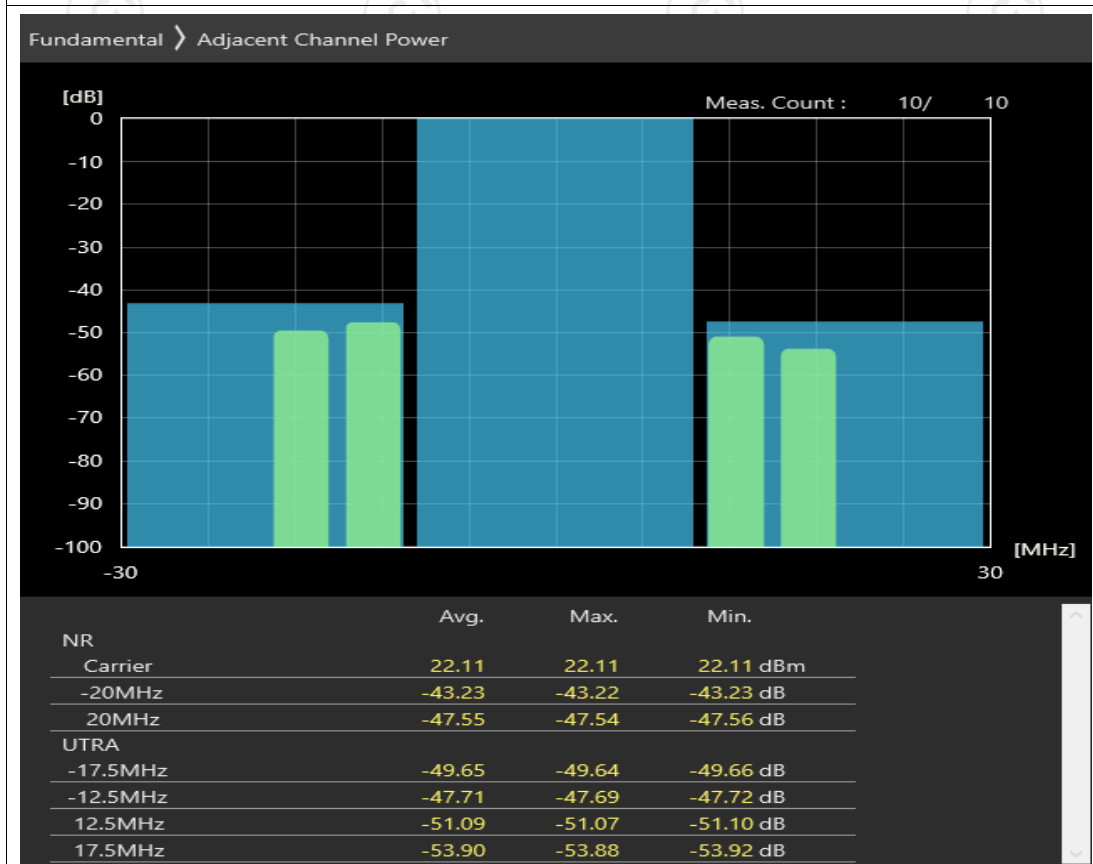 Fundamental 》 Adjacent Channel Power
[dB]
Meas. Count : 10/ 10
0
-10
-20
-30
-40
-50
-60
-70
-80
-90
-100
[MHz]
-30 30
Avg. Max. Min.
NR
Carrier 22.11 22.11 22.11 dBm
-20MHz -43.23 -43.22 -43.23 dB
20MHz -47.55 -47.54 -47.56 dB
UTRA
-17.5MHz -49.65 -49.64 -49.66 dB
-12.5MHz -47.71 -47.69 -47.72 dB
12.5MHz -51.09 -51.07 -51.10 dB
17.5MHz -53.90 -53.88 -53.92 dB